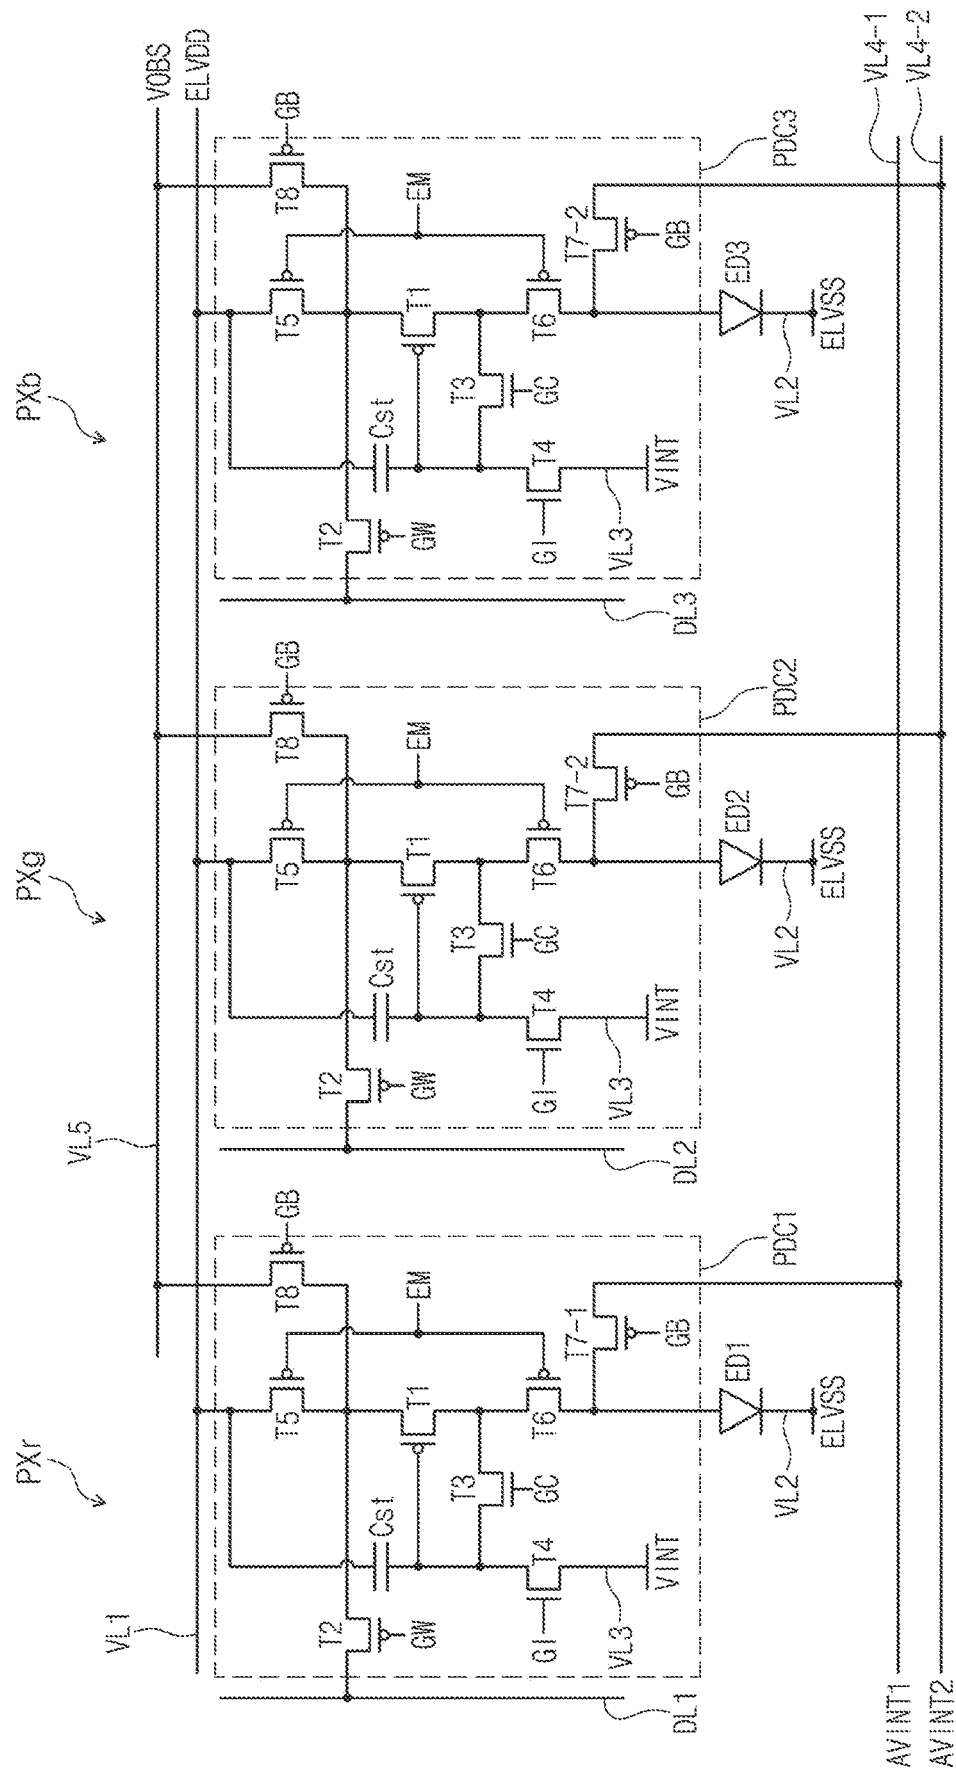 PXr
PXg
PXb
VL1
VL5
VOBS
ELVDD
T5
T8
GB
T2
GW
Cst
T1
EM
T3
GC
GI
T4
T6
T7-1
GB
VL3
VINT
DL1
PDC1
ED1
VL2
ELVSS
T5
T8
GB
T2
GW
Cst
T1
EM
T3
GC
GI
T4
T6
T7-2
GB
VL3
VINT
DL2
PDC2
ED2
VL2
ELVSS
T5
T8
GB
T2
GW
Cst
T1
EM
T3
GC
GI
T4
T6
T7-2
GB
VL3
VINT
DL3
PDC3
ED3
VL2
ELVSS
AVINT1
VL4-1
AVINT2
VL4-2